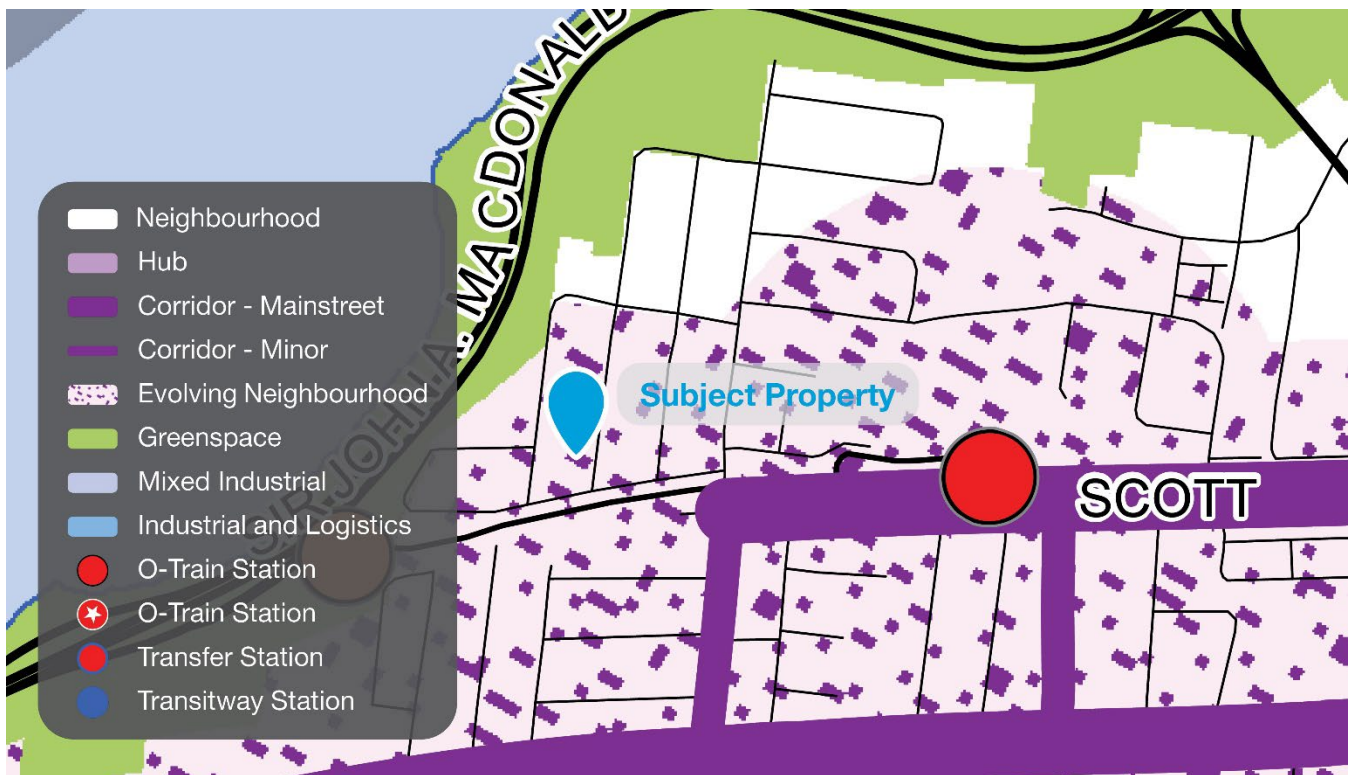 SIR JOHN A. MACDONALD
Neighbourhood
Hub
Corridor - Mainstreet
Corridor - Minor
Evolving Neighbourhood
Greenspace
Mixed Industrial
Industrial and Logistics
O-Train Station
O-Train Station
Transfer Station
Transitway Station
Subject Property
SCOTT